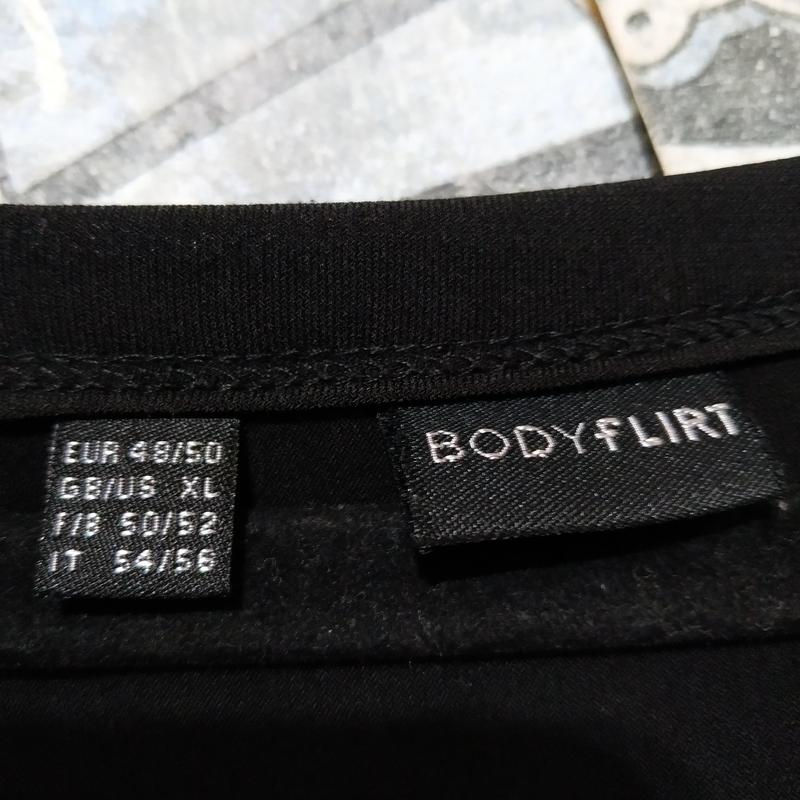 EUR 48/50
GB/US XL
F/B 50/52
IT 54/56
BODYFLIRT